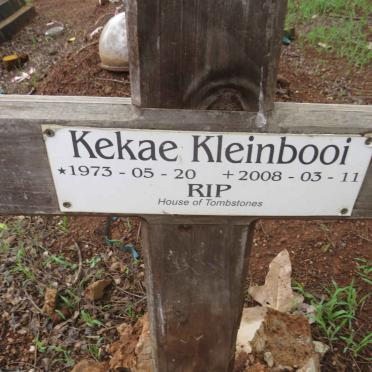 Kekae Kleinbooi
★1973 - 05 - 20 +2008 - 03 - 11
RIP
House of Tombstones